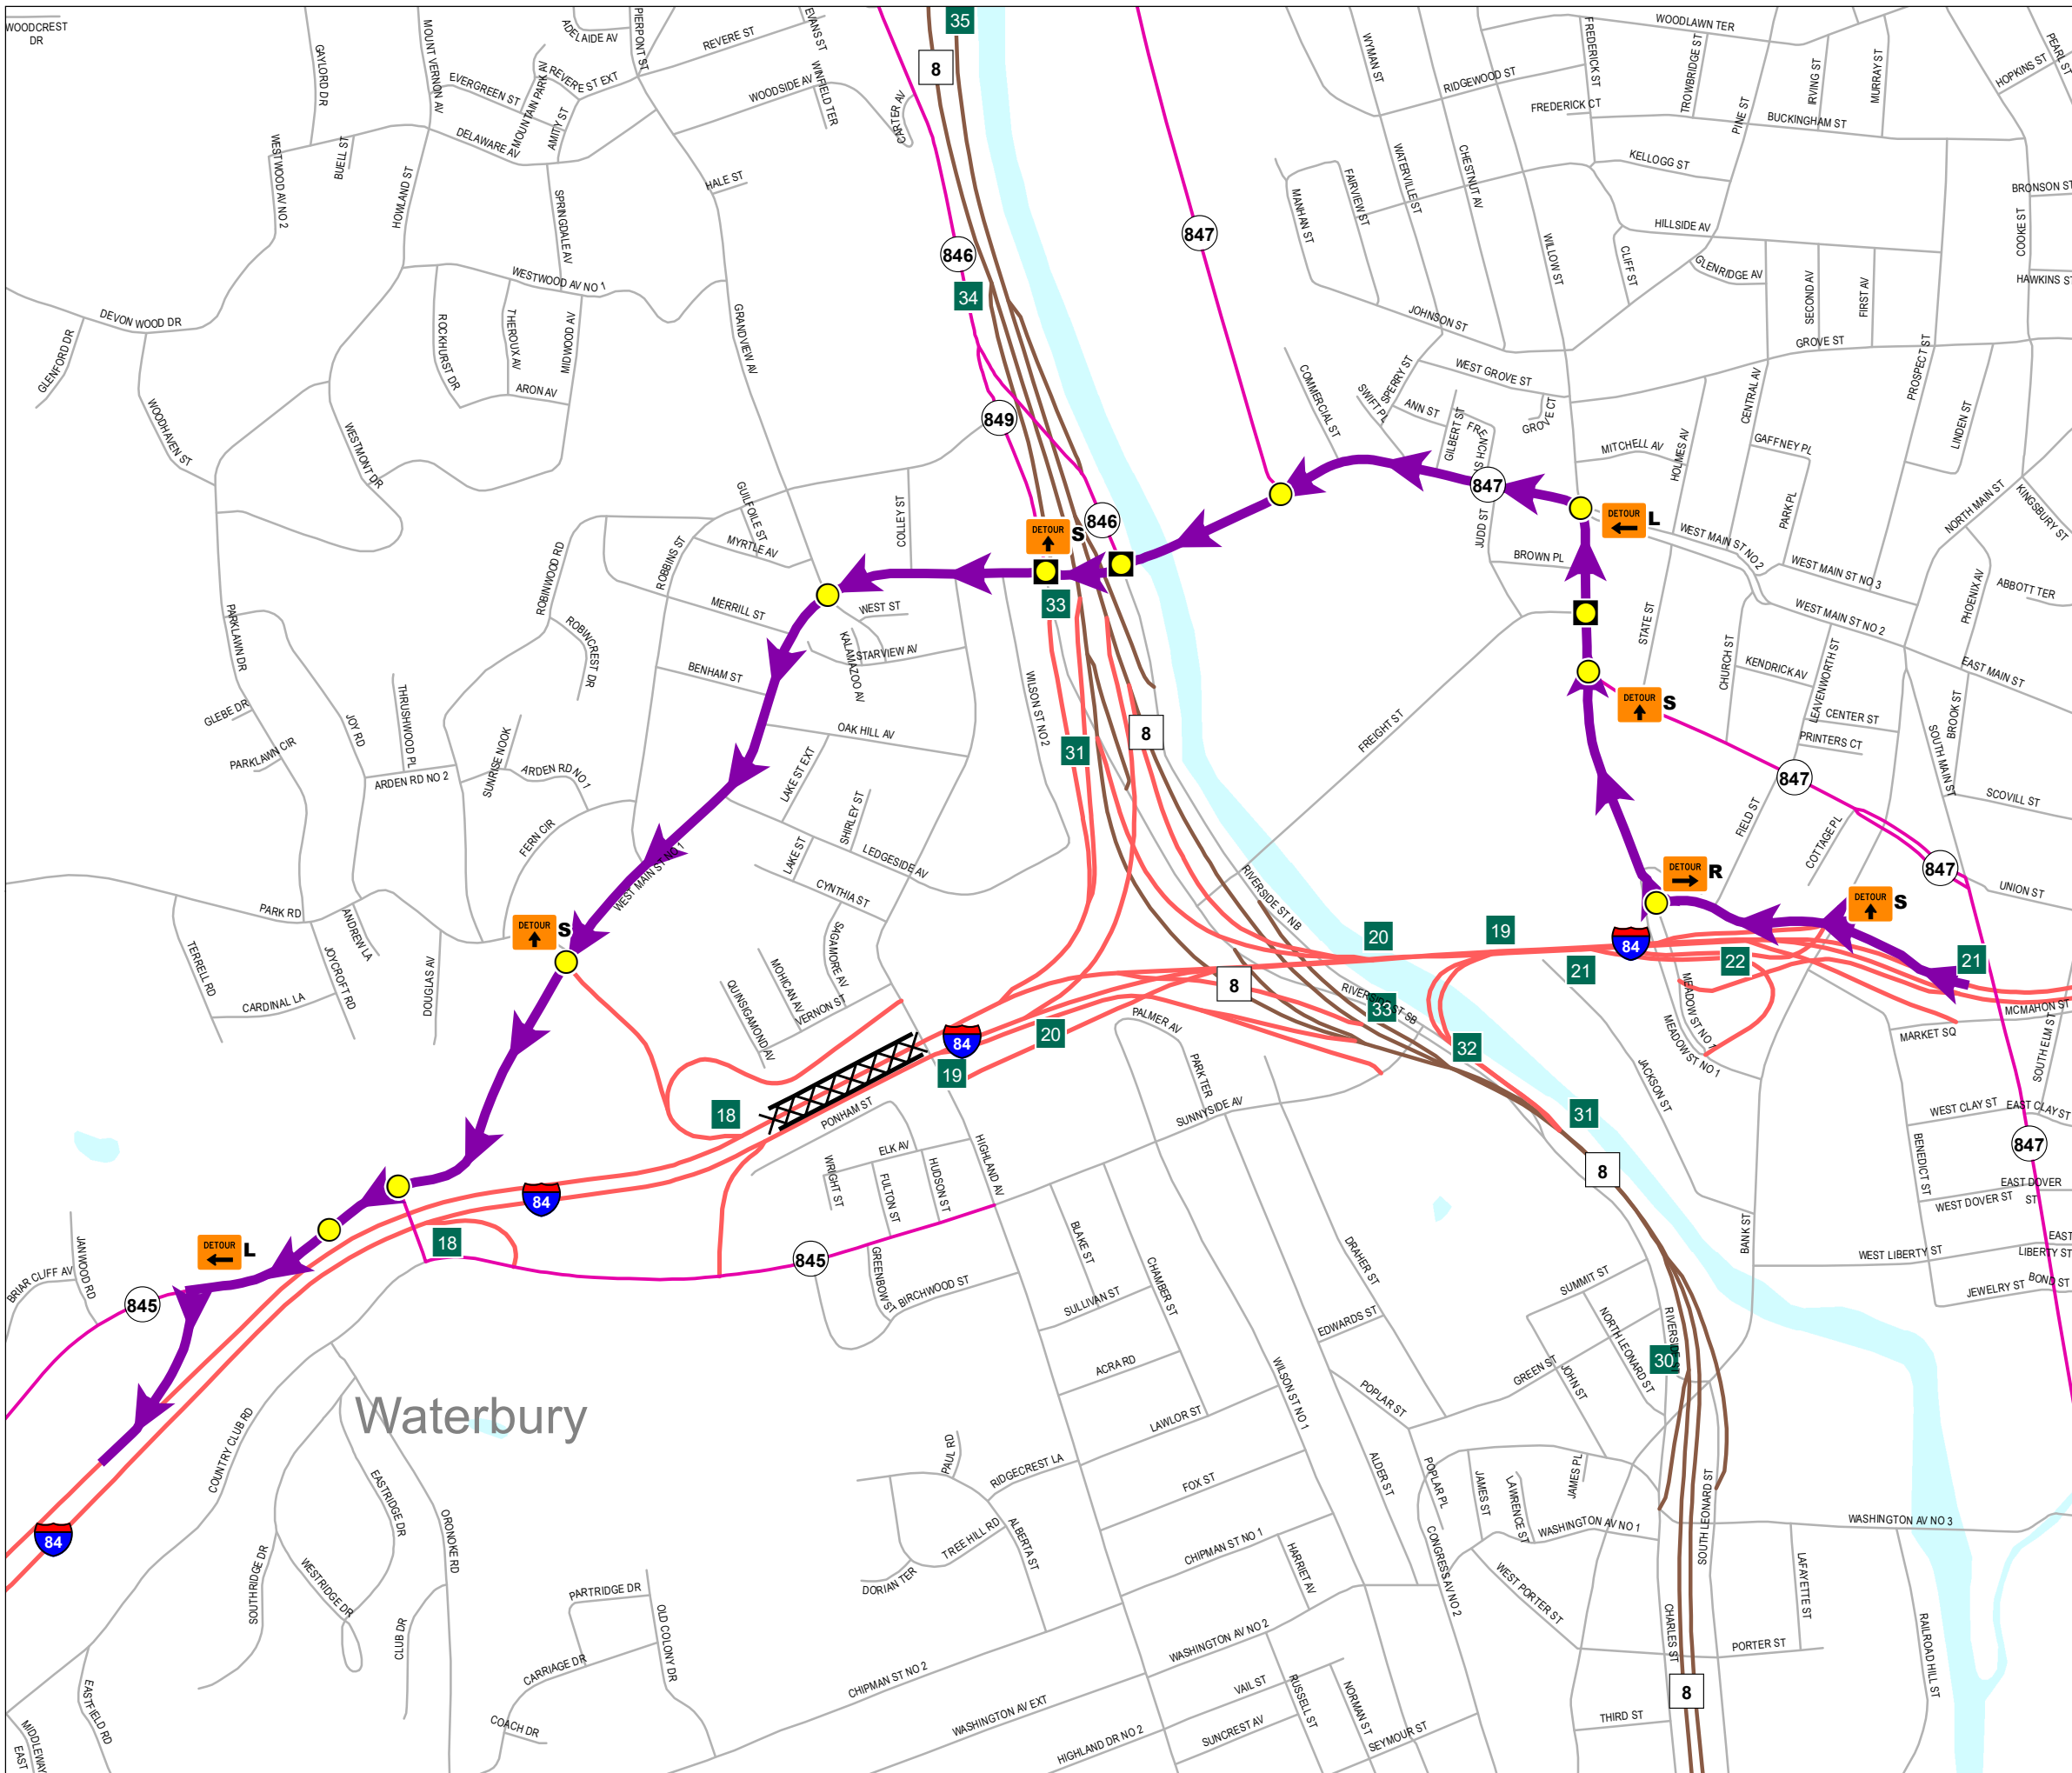 WOODCREST
DR
GAYLORD DR
MOUNT VERNON AV
ADELAIDE AV
PIERPONT ST
REVERE ST
EVANS ST
35
8
WOODLAWN TER
FREDERICK ST
WYMAN ST
RIDGEWOOD ST
TROWBRIDGE ST
IRVING ST
MURRAY ST
PEARL ST
HOPKINS ST
EVERGREEN ST
MOUNTAIN PARK AV
REVERE ST EXT
WOODSIDE AV
WINFIELD TER
CARTER AV
FREDERICK CT
PINE ST
BUCKINGHAM ST
WESTWOOD AV NO 2
BUELL ST
DELAWARE AV
AMITY ST
HOWLAND ST
HALE ST
SPRINGDALE AV
MANHAN ST
FAIRVIEW ST
WATERVILLE ST
CHESTNUT AV
KELLOGG ST
BRONSON ST
COOKE ST
846
847
WILLOW ST
HILLSIDE AV
CLIFF ST
GLENRIDGE AV
SECOND AV
FIRST AV
HAWKINS ST
34
WESTWOOD AV NO 1
DEVON WOOD DR
GLENFORD DR
ROCKHURST DR
THEROUX AV
MIDWOOD AV
ARON AV
GRANDVIEW AV
JOHNSON ST
GROVE ST
COMMERCIAL ST
SPERRY ST
SWIFT PL
WEST GROVE ST
ANN ST
GILBERT ST
FRENCH ST
GROVE CT
CENTRAL AV
PROSPECT ST
LINDEN ST
WOODHAVEN ST
WESTMONT DR
849
MITCHELL AV
HOLMES AV
GAFFNEY PL
PARK PL
NORTH MAIN ST
KINGSBURY ST
847
GUILFOILE ST
COLLEY ST
846
DETOUR
S
DETOUR
L
JUDD ST
WEST MAIN ST NO 2
WEST MAIN ST NO 3
BROWN PL
MYRTLE AV
ROBBINS ST
ROBINWOOD RD
MERRILL ST
WEST ST
33
STATE ST
CHURCH ST
WEST MAIN ST NO 2
PHOENIX AV
ABBOTT TER
PARKLAWN DR
ROBINCREST DR
KALAMAZOO AV
STARVIEW AV
BENHAM ST
WILSON ST NO 2
KENDRICK AV
LEAVENWORTH ST
EAST MAIN ST
GLEBE DR
JOY RD
THRUSHWOOD PL
OAK HILL AV
31
8
FREIGHT ST
DETOUR
S
CENTER ST
PRINTERS CT
BROOK ST
SOUTH MAIN ST
PARKLAWN CIR
ARDEN RD NO 2
SUNRISE NOOK
ARDEN RD NO 1
LAKE ST EXT
SHIRLEY ST
847
SCOVILL ST
FIELD ST
COTTAGE PL
FERN CIR
WEST MAIN ST NO 1
LAKE ST
LEDGESIDE AV
CYNTHIA ST
RIVERSIDE ST NB
DETOUR
R
847
UNION ST
PARK RD
ANDREW LA
DETOUR
S
DETOUR
S
SAGAMORE AV
20
19
84
21
22
21
TERRELL RD
CARDINAL LA
JOYCROFT RD
DOUGLAS AV
QUINSIGAMOND AV
MOHICAN AV
VERNON ST
8
RIVERSIDE ST SB
33
MEADOW ST NO 1
MEADOW ST NO 1
MCMAHON ST
MARKET SQ
SOUTH ELM ST
84
20
19
PALMER AV
PARK TER
32
JACKSON ST
18
PONHAM ST
SUNNYSIDE AV
31
WEST CLAY ST
EAST CLAY ST
ELK AV
WRIGHT ST
FULTON ST
HUDSON ST
HIGHLAND AV
8
847
BENEDICT ST
EAST DOVER
ST
WEST DOVER ST
84
18
DETOUR
L
JANWOOD RD
BRIAR CLIFF AV
845
845
GREENBOW ST
BIRCHWOOD ST
BLAKE ST
CHAMBER ST
SULLIVAN ST
DRAHER ST
EDWARDS ST
SUMMIT ST
BANK ST
WEST LIBERTY ST
EAST
LIBERTY ST
JEWELRY ST
BOND ST
Waterbury
ACRA RD
LAWLOR ST
WILSON ST NO 1
POPLAR ST
GREEN ST
JOHN ST
NORTH LEONARD ST
30
COUNTRY CLUB RD
EASTRIDGE DR
ORONOKE RD
PAUL RD
RIDGECREST LA
FOX ST
ALDER ST
POPLAR PL
JAMES ST
LAWRENCE ST
JAMES PL
SOUTH LEONARD ST
WASHINGTON AV NO 1
WASHINGTON AV NO 3
84
SOUTHRIDGE DR
WESTRIDGE DR
TREE HILL RD
ALBERTA ST
DORIAN TER
CHIPMAN ST NO 1
HARRIET AV
CONGRESS AV NO 2
WEST PORTER ST
LAFAYETTE ST
CLUB DR
PARTRIDGE DR
OLD COLONY DR
CARRIAGE DR
CHIPMAN ST NO 2
WASHINGTON AV NO 2
CHARLES ST
PORTER ST
RAILROAD HILL ST
8
EASTFIELD RD
MIDDLEWAY
EAST
COACH DR
WASHINGTON AV EXT
HIGHLAND DR NO 2
VAIL ST
SUNCREST AV
RUSSELL ST
NORMAN ST
SEYMOUR ST
THIRD ST